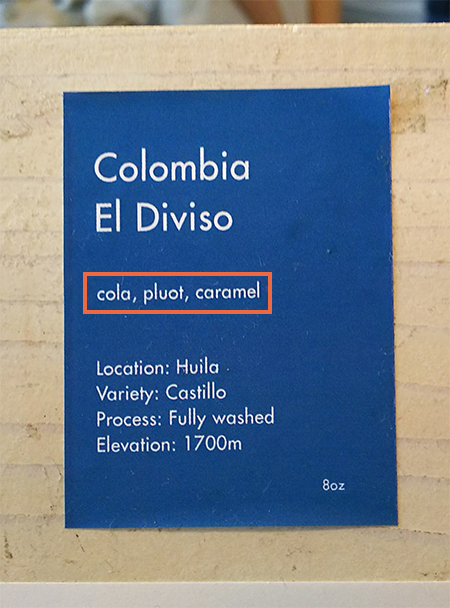 Colombia
El Diviso
cola, pluot, caramel
Location: Huila
Variety: Castillo
Process: Fully washed
Elevation: 1700m
8oz